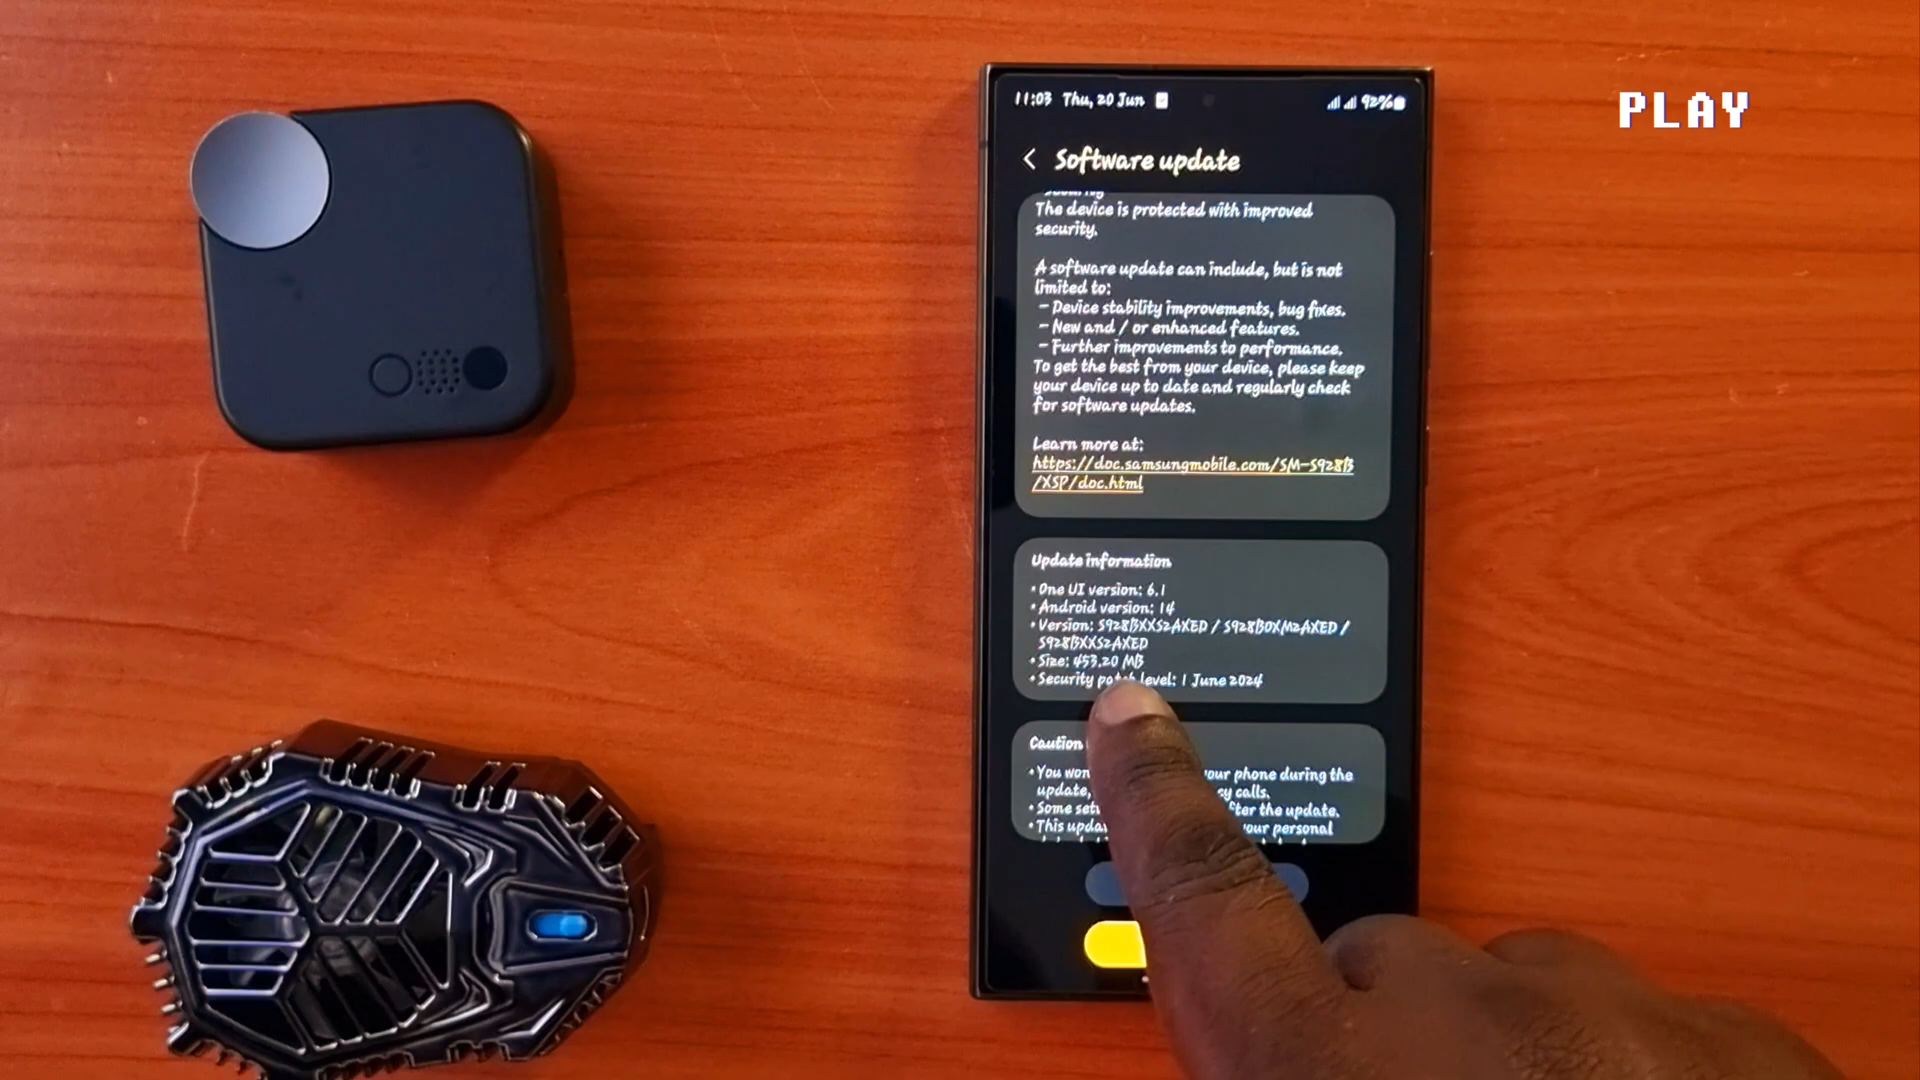 PLAY
11:03 Thu, 20 Jun
92%
Software update
The device is protected with improved
security.
A software update can include, but is not
limited to:
- Device stability improvements, bug fixes.
- New and / or enhanced features.
- Further improvements to performance.
To get the best from your device, please keep
your device up to date and regularly check
for software updates.
Learn more at:
https://doc.samsungmobile.com/SM-S928B
/XSP/doc.html
Update information
• One UI version: 6.1
• Android version: 14
• Version: S928BXXS2AXED / S928BOXM2AXED /
S928BXXS2AXED
• Size: 453.20 MB
• Security patch level: 1 June 2024
Caution
• You your phone during the
update, calls.
• Some after the update.
• This your personal